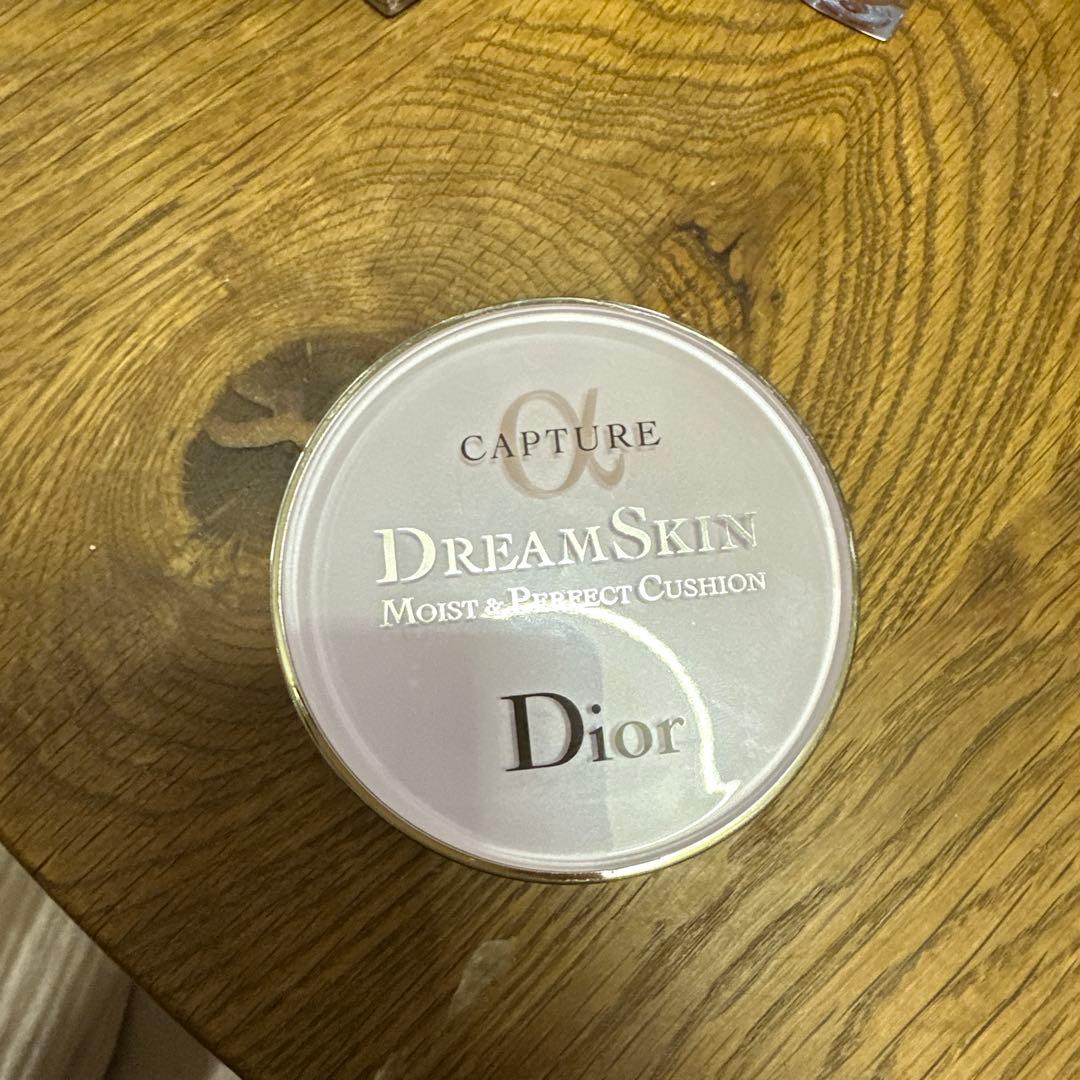 CAPTURE
α
DREAMSKIN
MOIST & PERFECT CUSHION
Dior